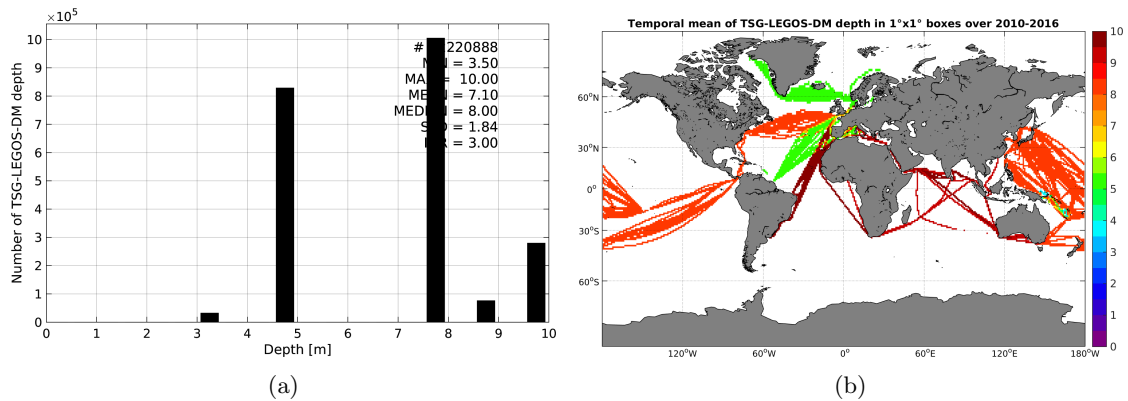 ×10⁵
Number of TSG-LEGOS-DM depth
10
9
8
7
6
5
4
3
2
1
0
220888
= 3.50
= 10.00
= 7.10
= 8.00
= 1.84
= 3.00
0 1 2 3 4 5 6 7 8 9 10
Depth [m]
(a)
Temporal mean of TSG-LEGOS-DM depth in 1°x1° boxes over 2010-2016
60°N
30°N
0°
30°S
60°S
120°W 60°W 0° 60°E 120°E 180°W
10
9
8
7
6
5
4
3
2
1
0
(b)